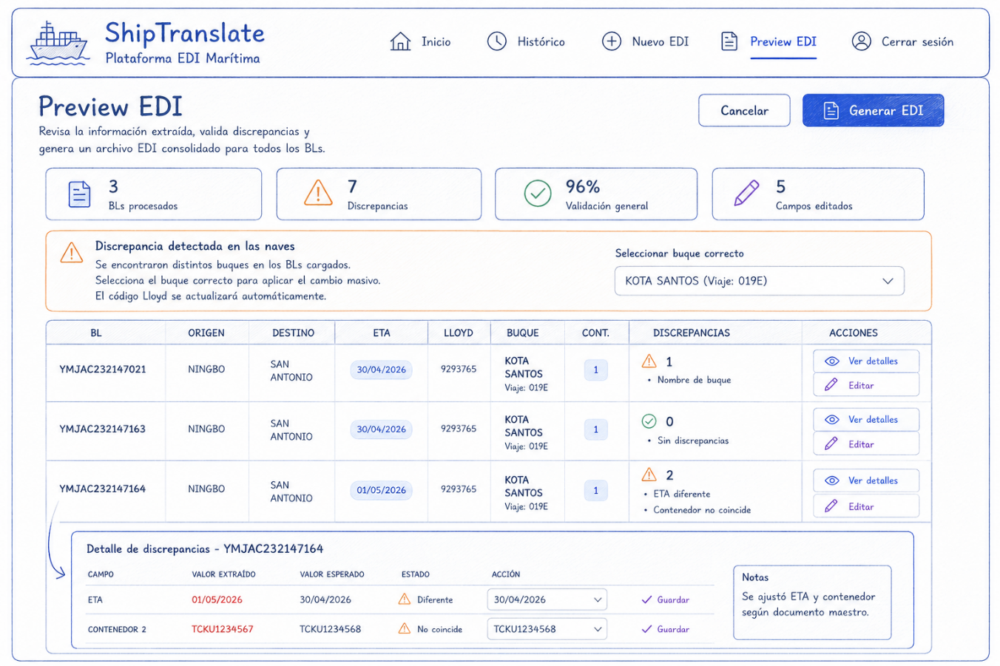 ShipTranslate
Plataforma EDI Marítima
Inicio
Histórico
Nuevo EDI
Preview EDI
Cerrar sesión
Preview EDI
Revisa la información extraída, valida discrepancias y
genera un archivo EDI consolidado para todos los BLs.
Cancelar
Generar EDI
3
BLs procesados
7
Discrepancias
96%
Validación general
5
Campos editados
Discrepancia detectada en las naves
Se encontraron distintos buques en los BLs cargados.
Selecciona el buque correcto para aplicar el cambio masivo.
El código Lloyd se actualizará automáticamente.
Seleccionar buque correcto
KOTA SANTOS (Viaje: 019E)
BL ORIGEN DESTINO ETA LLOYD BUQUE CONT. DISCREPANCIAS ACCIONES
YMJAC232147021
NINGBO
SAN
ANTONIO
30/04/2026
9293765
KOTA
SANTOS
Viaje: 019E
1
1
• Nombre de buque
Ver detalles
Editar
YMJAC232147163
NINGBO
SAN
ANTONIO
30/04/2026
9293765
KOTA
SANTOS
Viaje: 019E
1
0
• Sin discrepancias
Ver detalles
Editar
YMJAC232147164
NINGBO
SAN
ANTONIO
01/05/2026
9293765
KOTA
SANTOS
Viaje: 019E
1
2
• ETA diferente
• Contenedor no coincide
Ver detalles
Editar
Detalle de discrepancias - YMJAC232147164
CAMPO VALOR EXTRAÍDO VALOR ESPERADO ESTADO ACCIÓN
ETA 01/05/2026 30/04/2026 Diferente 30/04/2026 Guardar
CONTENEDOR 2 TCKU1234567 TCKU1234568 No coincide TCKU1234568 Guardar
Notas
Se ajustó ETA y contenedor
según documento maestro.